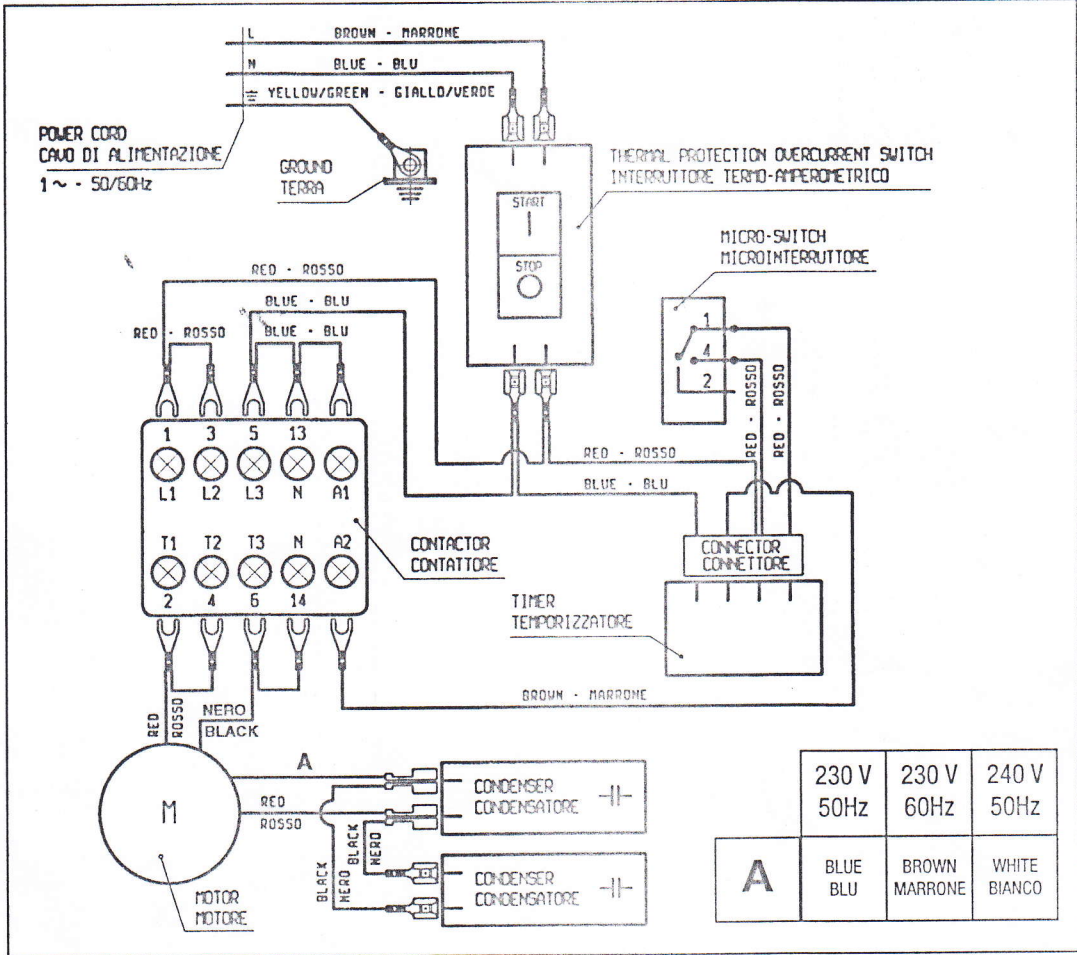 L BROWN - MARRONE
N BLUE - BLU
YELLOW/GREEN - GIALLO/VERDE
POWER CORD
CAVO DI ALIMENTAZIONE
1 ~ - 50/60Hz
GROUND
TERRA
THERMAL PROTECTION OVERCURRENT SWITCH
INTERRUTTORE TERMO-AMPEROMETRICO
START
STOP
MICRO-SWITCH
MICROINTERRUTTORE
1
4
2
RED - ROSSO
RED - ROSSO
RED - ROSSO
BLUE - BLU
RED - ROSSO
BLUE - BLU
1 3 5 13
L1 L2 L3 N A1
T1 T2 T3 N A2
2 4 6 14
CONTACTOR
CONTATTORE
RED - ROSSO
BLUE - BLU
CONNECTOR
CONNETTORE
TIMER
TEMPORIZZATORE
BROWN - MARRONE
RED
ROSSO
NERO
BLACK
M
MOTOR
MOTORE
A
RED
ROSSO
BLACK
NERO
BLACK
NERO
CONDENSER
CONDENSATORE
CONDENSER
CONDENSATORE
230 V 230 V 240 V
50Hz 60Hz 50Hz
A
BLUE BROWN WHITE
BLU MARRONE BIANCO